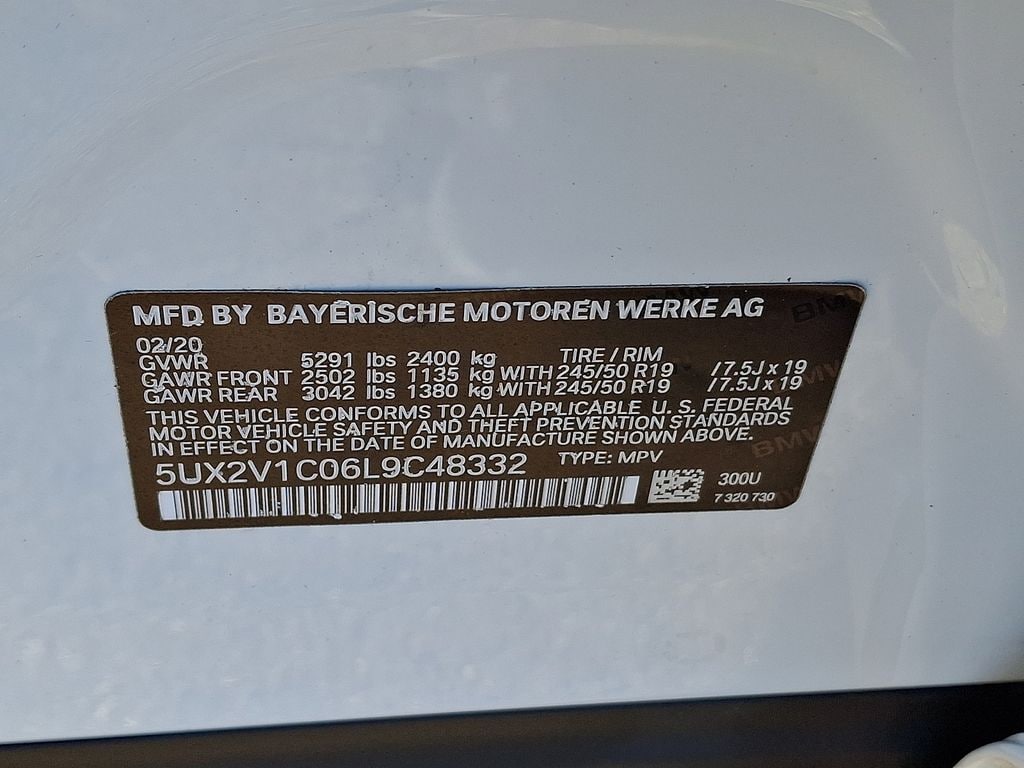 MFD BY BAYERISCHE MOTOREN WERKE AG
02/20
GVWR 5291 lbs 2400 kg TIRE / RIM
GAWR FRONT 2502 lbs 1135 kg WITH 245/50 R19 /7.5J x 19
GAWR REAR 3042 lbs 1380 kg WITH 245/50 R19 /7.5J x 19
THIS VEHICLE CONFORMS TO ALL APPLICABLE U. S. FEDERAL
MOTOR VEHICLE SAFETY AND THEFT PREVENTION STANDARDS
IN EFFECT ON THE DATE OF MANUFACTURE SHOWN ABOVE.
5UX2V1C06L9C48332 TYPE: MPV
300U
7 320 730
BMW
BMW